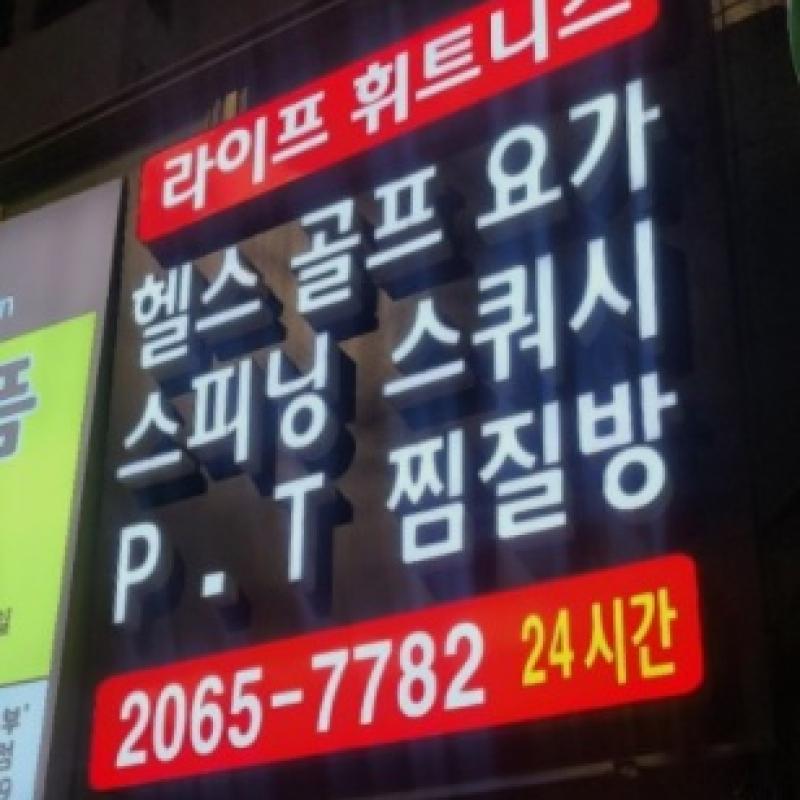 라이프 휘트니스
헬스 골프 요가
스피닝 스쿼시
P.T 찜질방
2065-7782 24시간